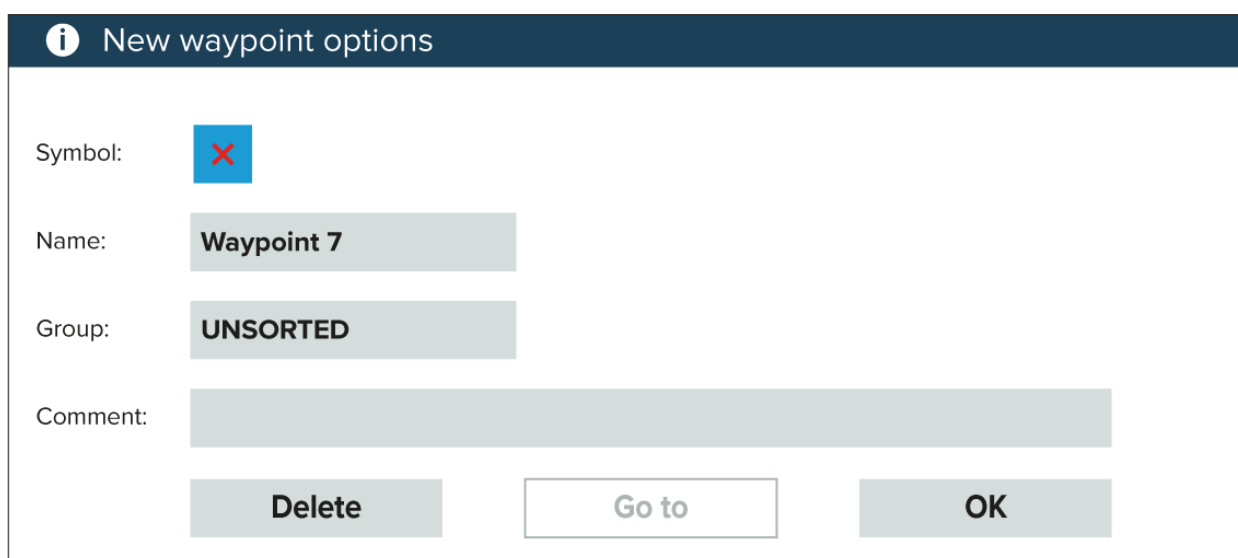 New waypoint options
Symbol:
Name: Waypoint 7
Group: UNSORTED
Comment:
Delete Go to OK